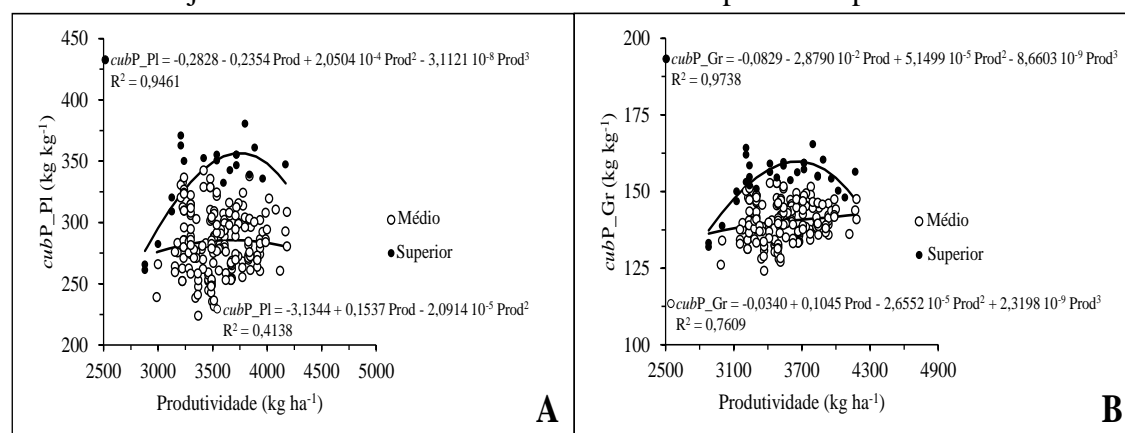 450
400
350
300
250
200
cubP_Pl (kg kg⁻¹)
cubP_Pl = -0,2828 - 0,2354 Prod + 2,0504 10⁻⁴ Prod² - 3,1121 10⁻⁸ Prod³
R² = 0,9461
Médio
Superior
cubP_Pl = -3,1344 + 0,1537 Prod - 2,0914 10⁻⁵ Prod²
R² = 0,4138
2500 3000 3500 4000 4500 5000
Produtividade (kg ha⁻¹)
A
200
175
150
125
100
cubP_Gr (kg kg⁻¹)
cubP_Gr = -0,0829 - 2,8790 10⁻² Prod + 5,1499 10⁻⁵ Prod² - 8,6603 10⁻⁹ Prod³
R² = 0,9738
Médio
Superior
cubP_Gr = -0,0340 + 0,1045 Prod - 2,6552 10⁻⁵ Prod² + 2,3198 10⁻⁹ Prod³
R² = 0,7609
2500 3100 3700 4300 4900
Produtividade (kg ha⁻¹)
B